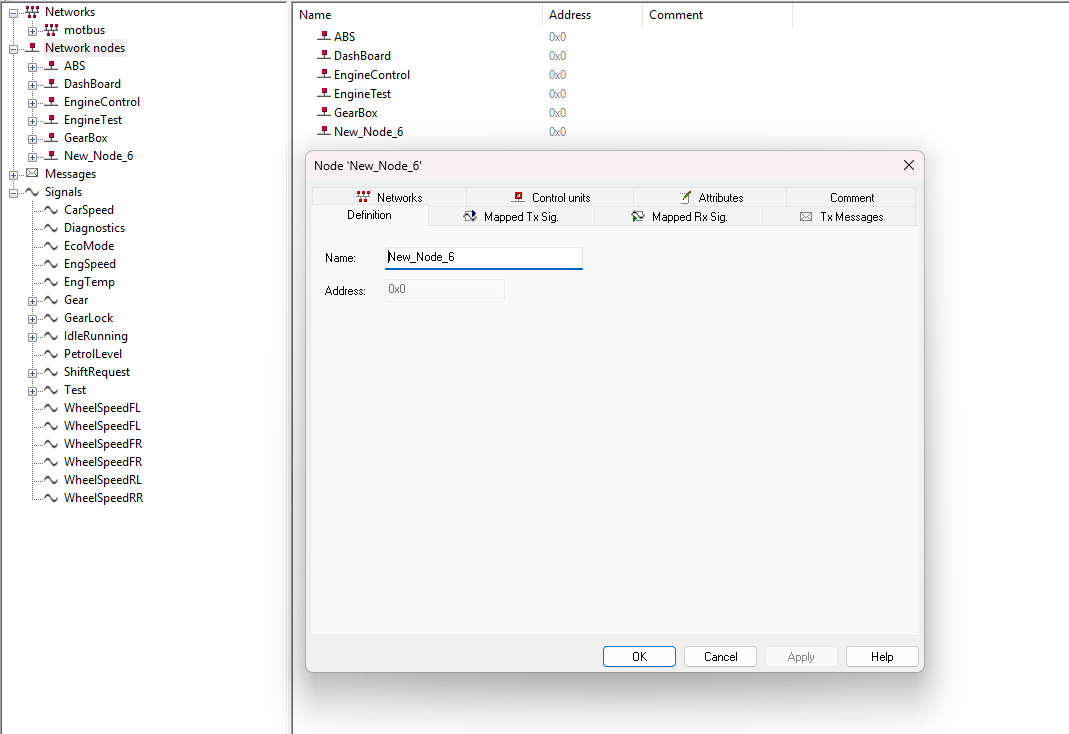 Networks
motbus
Network nodes
ABS
DashBoard
EngineControl
EngineTest
GearBox
New_Node_6
Messages
Signals
CarSpeed
Diagnostics
EcoMode
EngSpeed
EngTemp
Gear
GearLock
IdleRunning
PetrolLevel
ShiftRequest
Test
WheelSpeedFL
WheelSpeedFL
WheelSpeedFR
WheelSpeedFR
WheelSpeedRL
WheelSpeedRR
Name Address Comment
ABS 0x0
DashBoard 0x0
EngineControl 0x0
EngineTest 0x0
GearBox 0x0
New_Node_6 0x0
Node 'New_Node_6'
Networks Control units Attributes Comment
Definition Mapped Tx Sig. Mapped Rx Sig. Tx Messages
Name: New_Node_6
Address: 0x0
OK Cancel Apply Help